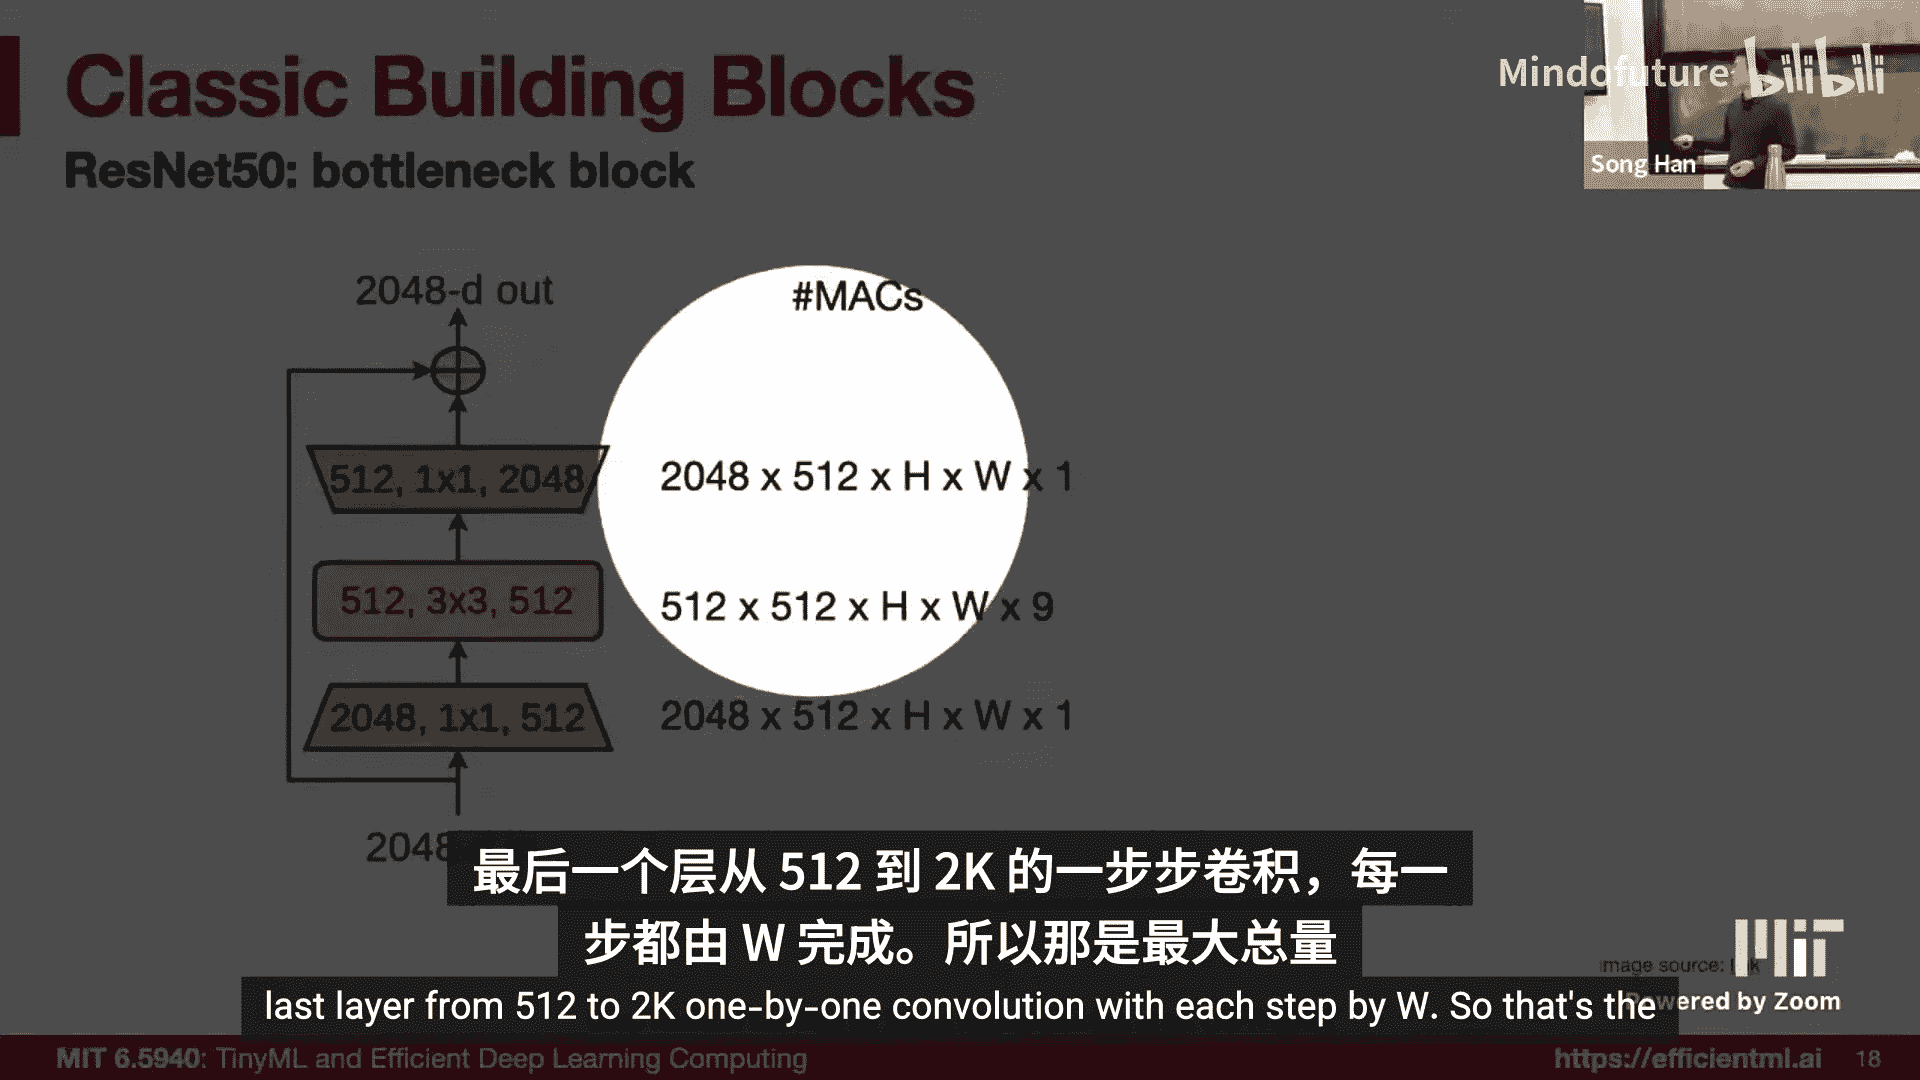 Classic Building Blocks
ResNet50: bottleneck block
Mindofuture
bilibili
Song Han
2048-d out
#MACs
512, 1x1, 2048
2048 x 512 x H x W x 1
512, 3x3, 512
512 x 512 x H x W x 9
2048, 1x1, 512
2048 x 512 x H x W x 1
2048
最后一个层从 512 到 2K 的一步步卷积，每一
步都由 W 完成。所以那是最大总量
last layer from 512 to 2K one-by-one convolution with each step by W. So that's the
image source:
MIT
Powered by Zoom
MIT 6.5940: TinyML and Efficient Deep Learning Computing
https://efficientml.ai
18